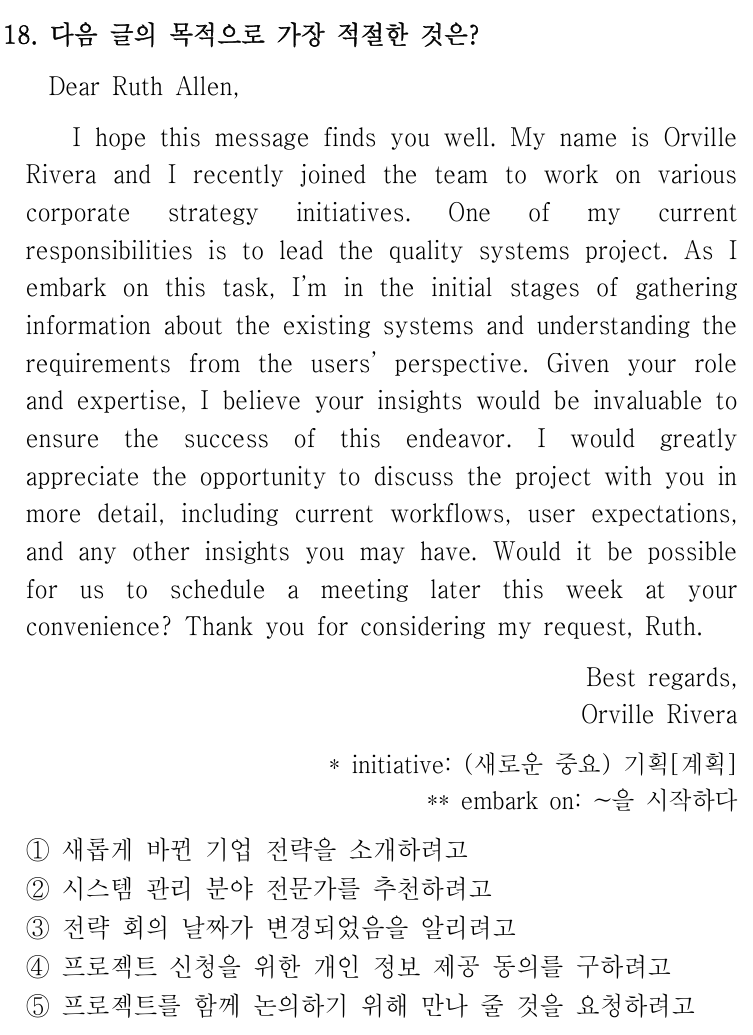 18. 다음 글의 목적으로 가장 적절한 것은?
Dear Ruth Allen,
I hope this message finds you well. My name is Orville
Rivera and I recently joined the team to work on various
corporate strategy initiatives. One of my current
responsibilities is to lead the quality systems project. As I
embark on this task, I'm in the initial stages of gathering
information about the existing systems and understanding the
requirements from the users' perspective. Given your role
and expertise, I believe your insights would be invaluable to
ensure the success of this endeavor. I would greatly
appreciate the opportunity to discuss the project with you in
more detail, including current workflows, user expectations,
and any other insights you may have. Would it be possible
for us to schedule a meeting later this week at your
convenience? Thank you for considering my request, Ruth.
Best regards,
Orville Rivera
* initiative: (새로운 중요) 기획[계획]
** embark on: ~을 시작하다
① 새롭게 바뀐 기업 전략을 소개하려고
② 시스템 관리 분야 전문가를 추천하려고
③ 전략 회의 날짜가 변경되었음을 알리려고
④ 프로젝트 신청을 위한 개인 정보 제공 동의를 구하려고
⑤ 프로젝트를 함께 논의하기 위해 만나 줄 것을 요청하려고